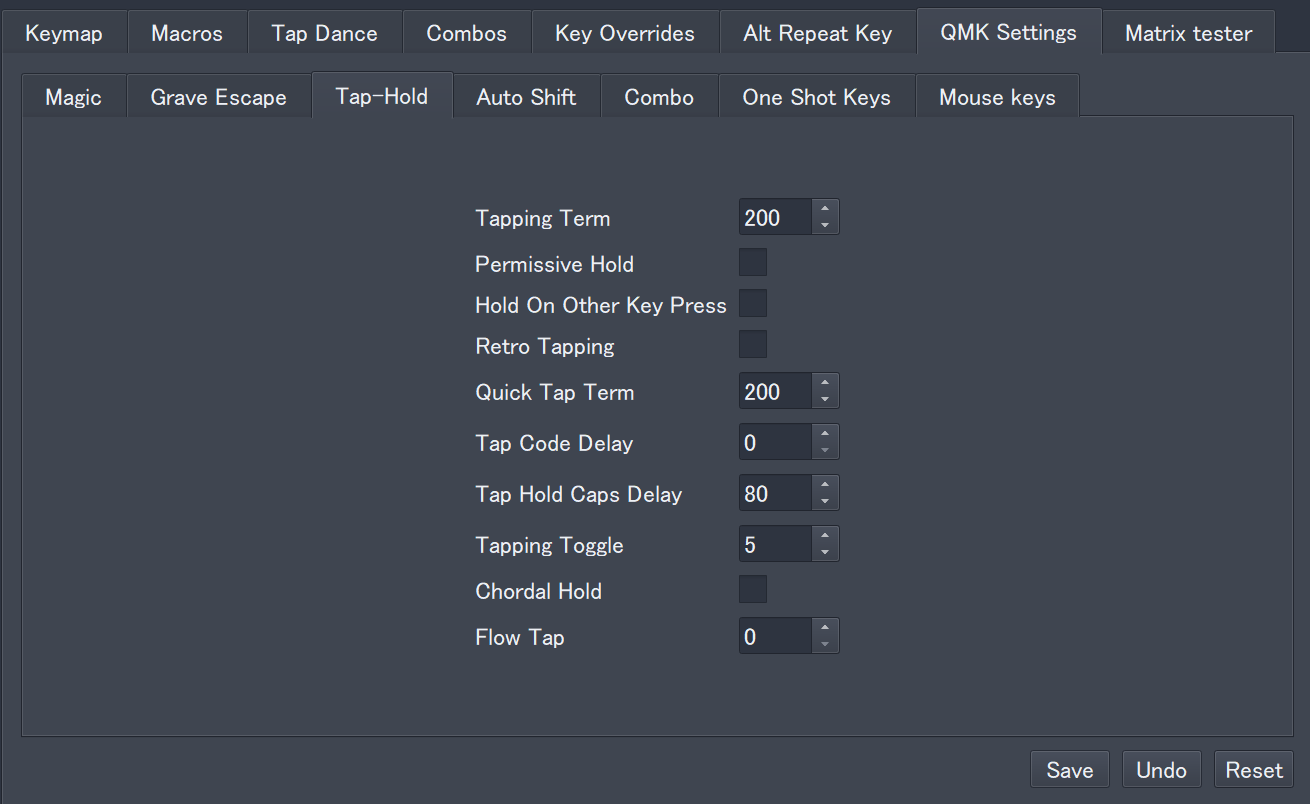 Keymap Macros Tap Dance Combos Key Overrides Alt Repeat Key QMK Settings Matrix tester
Magic Grave Escape Tap-Hold Auto Shift Combo One Shot Keys Mouse keys
Tapping Term 200
Permissive Hold
Hold On Other Key Press
Retro Tapping
Quick Tap Term 200
Tap Code Delay 0
Tap Hold Caps Delay 80
Tapping Toggle 5
Chordal Hold
Flow Tap 0
Save Undo Reset